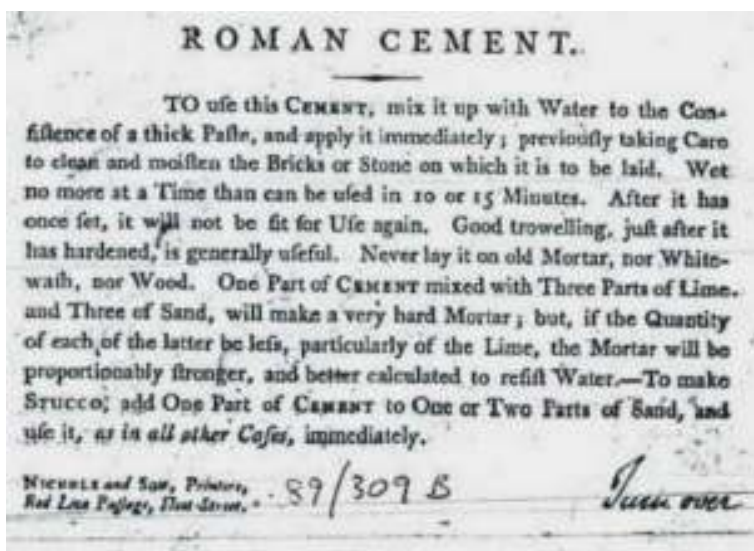 ROMAN CEMENT.
TO uſe this CEMENT, mix it up with Water to the Con-
ſiſtence of a thick Paſte, and apply it immediately; previouſly taking Care
to clean and moiſten the Bricks or Stone on which it is to be laid. Wet
no more at a Time than can be uſed in 10 or 15 Minutes. After it has
once ſet, it will not be fit for Uſe again. Good trowelling, juſt after it
has hardened, is generally uſeful. Never lay it on old Mortar, nor White-
waſh, nor Wood. One Part of CEMENT mixed with Three Parts of Lime,
and Three of Sand, will make a very hard Mortar; but, if the Quantity
of each of the latter be leſs, particularly of the Lime, the Mortar will be
proportionably ſtronger, and better calculated to reſiſt Water.—To make
STUCCO; add One Part of CEMENT to One or Two Parts of Sand, and
uſe it, as in all other Caſes, immediately.
NICHOLS and SON, Printers,
Red Lion Paſſage, Fleet-Street.
89/309 B
Turn over